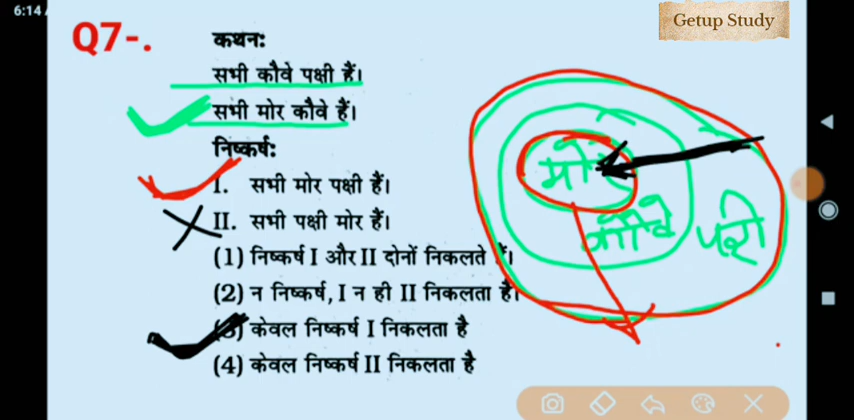 6:14
Getup Study
Q7-.
कथन:
सभी कौवे पक्षी हैं।
सभी मोर कौवे हैं।
निष्कर्ष:
I. सभी मोर पक्षी हैं।
II. सभी पक्षी मोर हैं।
(1) निष्कर्ष I और II दोनों निकलते हैं।
(2) न निष्कर्ष, I न ही II निकलता है।
(3) केवल निष्कर्ष I निकलता है
(4) केवल निष्कर्ष II निकलता है
मोर
कौवे
पक्षी